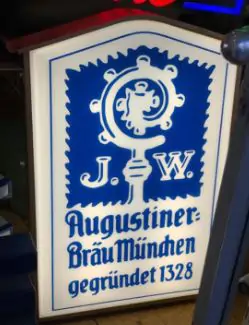 J. W.
Augustiner-
Bräu München
gegründet 1328